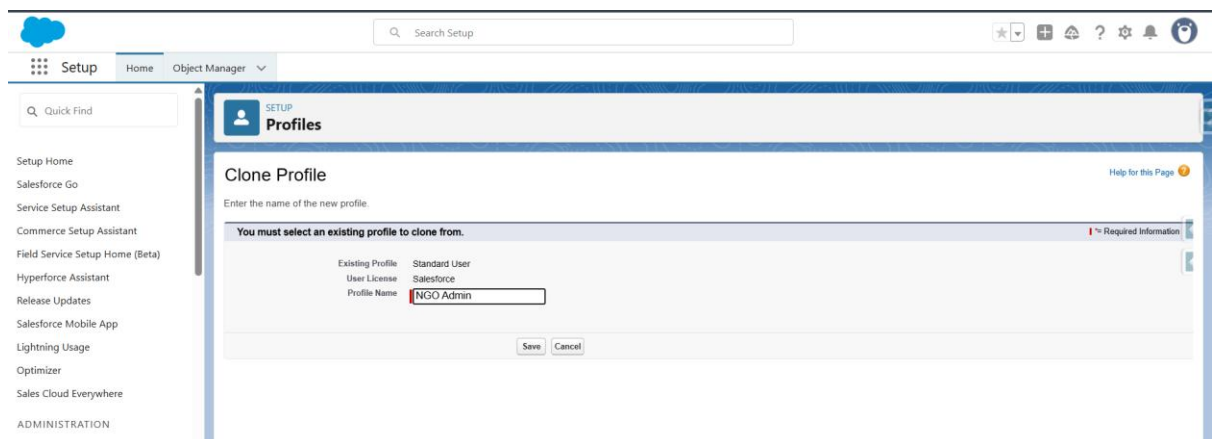 Search Setup
Setup
Home
Object Manager
Quick Find
Setup Home
Salesforce Go
Service Setup Assistant
Commerce Setup Assistant
Field Service Setup Home (Beta)
Hyperforce Assistant
Release Updates
Salesforce Mobile App
Lightning Usage
Optimizer
Sales Cloud Everywhere
ADMINISTRATION
SETUP
Profiles
Clone Profile
Help for this Page
Enter the name of the new profile.
You must select an existing profile to clone from.
= Required Information
Existing Profile Standard User
User License Salesforce
Profile Name NGO Admin
Save Cancel